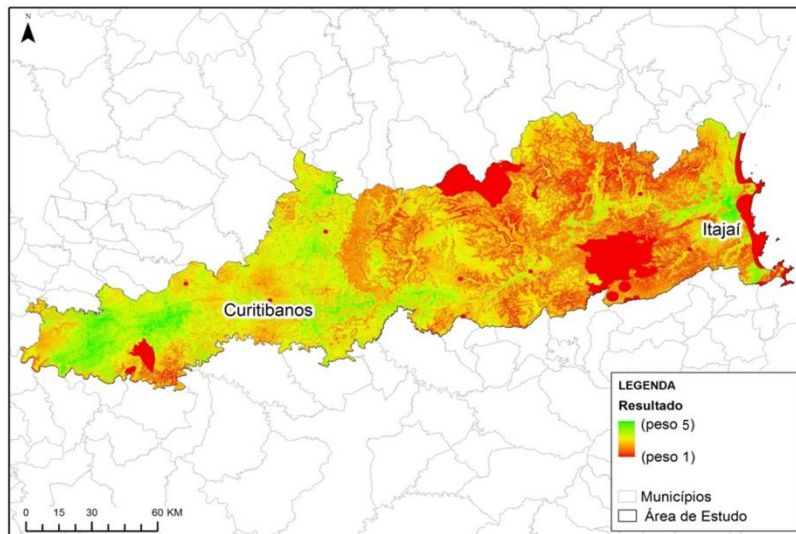 N
Itajaí
Curitibanos
LEGENDA
Resultado
(peso 5)
(peso 1)
Municípios
Área de Estudo
0 15 30 60 KM